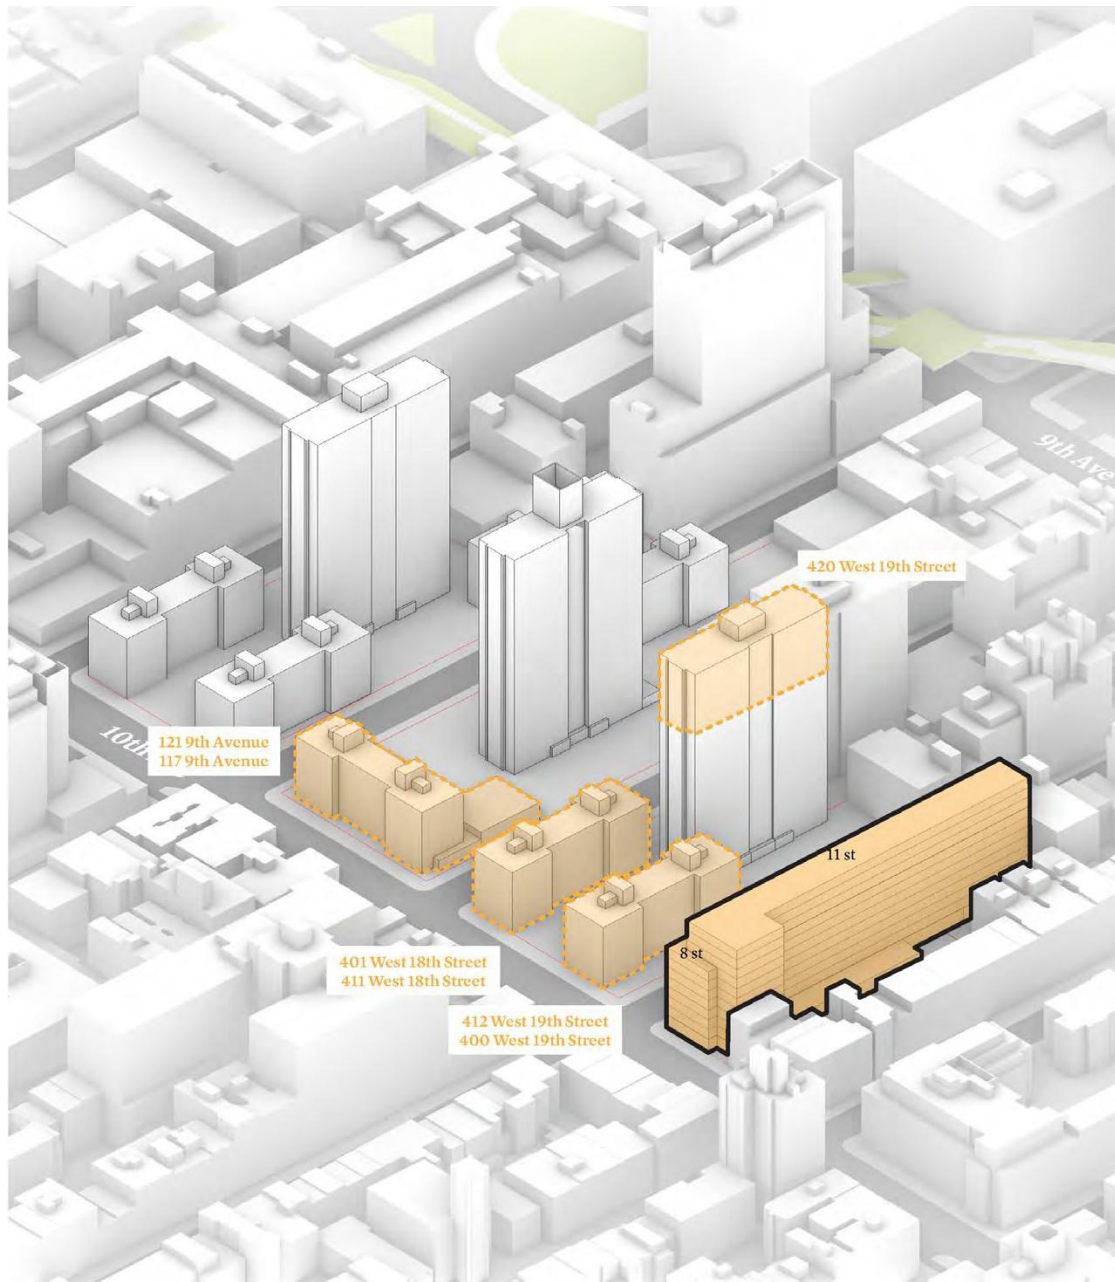 9th Ave
420 West 19th Street
10th
121 9th Avenue
117 9th Avenue
11 st
8 st
401 West 18th Street
411 West 18th Street
412 West 19th Street
400 West 19th Street